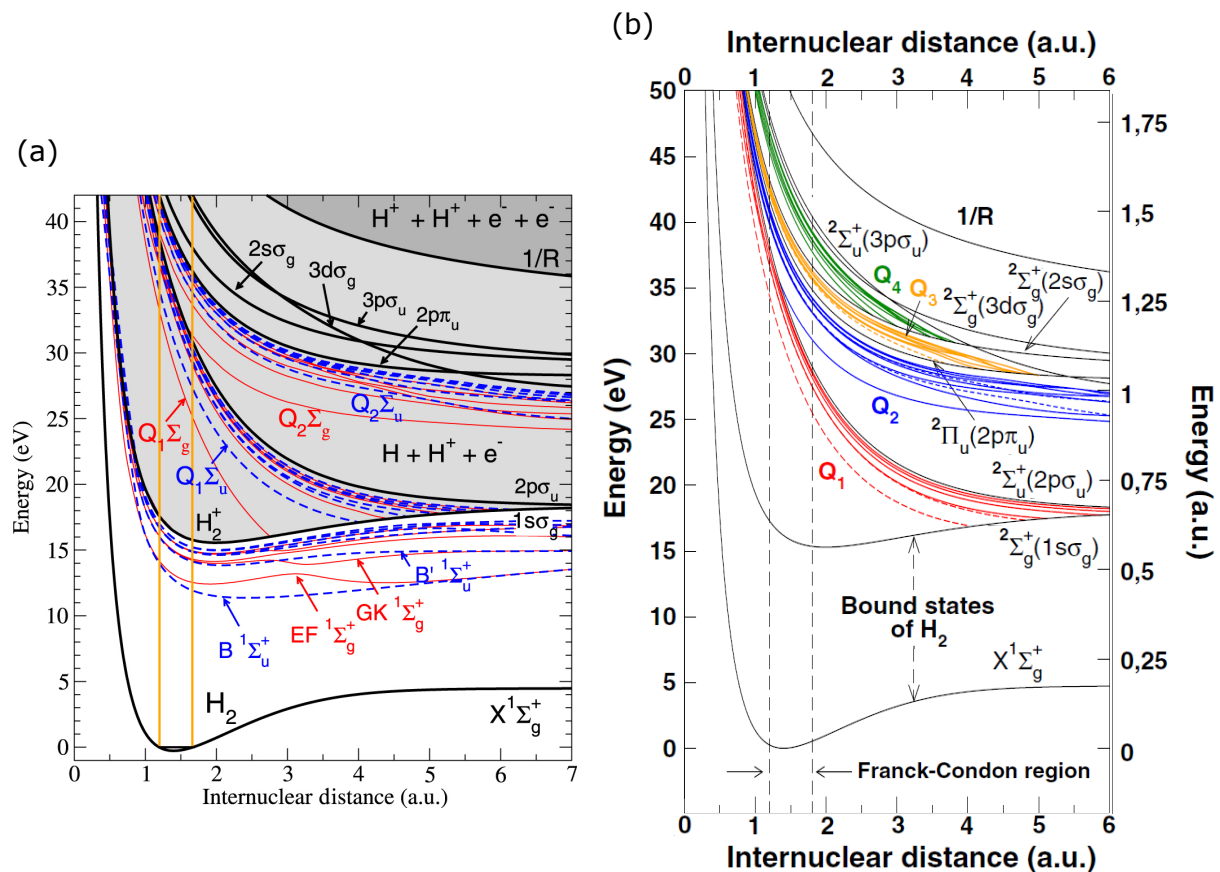 (a)
40
35
30
25
20
15
10
5
0
Energy (eV)
0 1 2 3 4 5 6 7
Internuclear distance (a.u.)
H⁺ + H⁺ + e⁻ + e⁻
1/R
2sσg
3dσg
3pσu
2pπu
Q₁Σg
Q₁Σu
Q₂Σg
Q₂Σu
H + H⁺ + e⁻
2pσu
H₂⁺
1sσg
B' ¹Σu⁺
GK ¹Σg⁺
EF ¹Σg⁺
B ¹Σu⁺
H₂
X¹Σg⁺
(b)
Internuclear distance (a.u.)
0 1 2 3 4 5 6
50
45
40
35
30
25
20
15
10
5
0
Energy (eV)
1,75
1,5
1,25
1
0,75
0,5
0,25
0
Energy (a.u.)
1/R
²Σu⁺(3pσu)
Q₄
Q₃
²Σg⁺(2sσg)
²Σg⁺(3dσg)
Q₂
²Πu(2pπu)
Q₁
²Σu⁺(2pσu)
²Σg⁺(1sσg)
Bound states
of H₂
X¹Σg⁺
Franck-Condon region
0 1 2 3 4 5 6
Internuclear distance (a.u.)